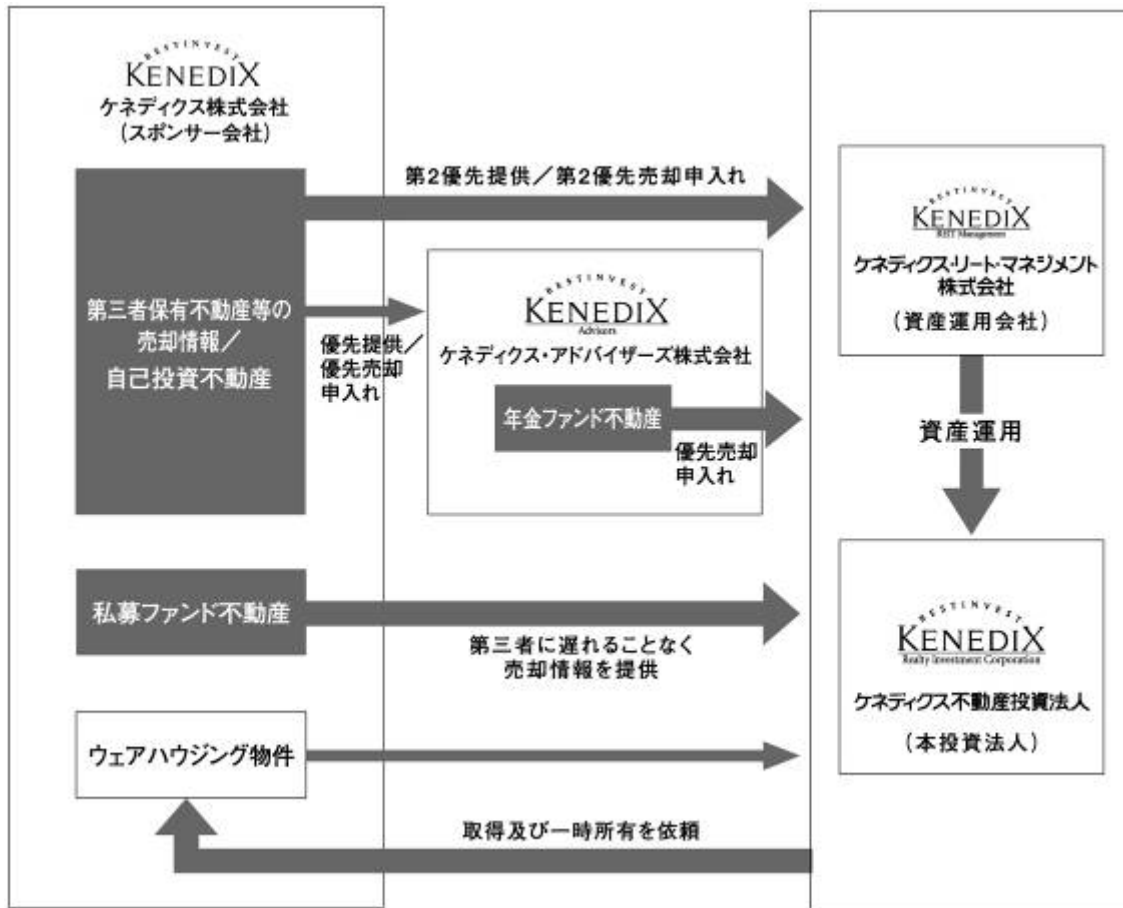 BESTINVEST
KENEDIX
ケネディクス株式会社
(スポンサー会社)
第三者保有不動産等の
売却情報/
自己投資不動産
第2優先提供/第2優先売却申入れ
優先提供/
優先売却
申入れ
BESTINVEST
KENEDIX
Advisors
ケネディクス・アドバイザーズ株式会社
年金ファンド不動産
優先売却
申入れ
BESTINVEST
KENEDIX
REIT Management
ケネディクス・リート・マネジメント
株式会社
(資産運用会社)
資産運用
私募ファンド不動産
第三者に遅れることなく
売却情報を提供
BESTINVEST
KENEDIX
Realty Investment Corporation
ケネディクス不動産投資法人
(本投資法人)
ウェアハウジング物件
取得及び一時所有を依頼